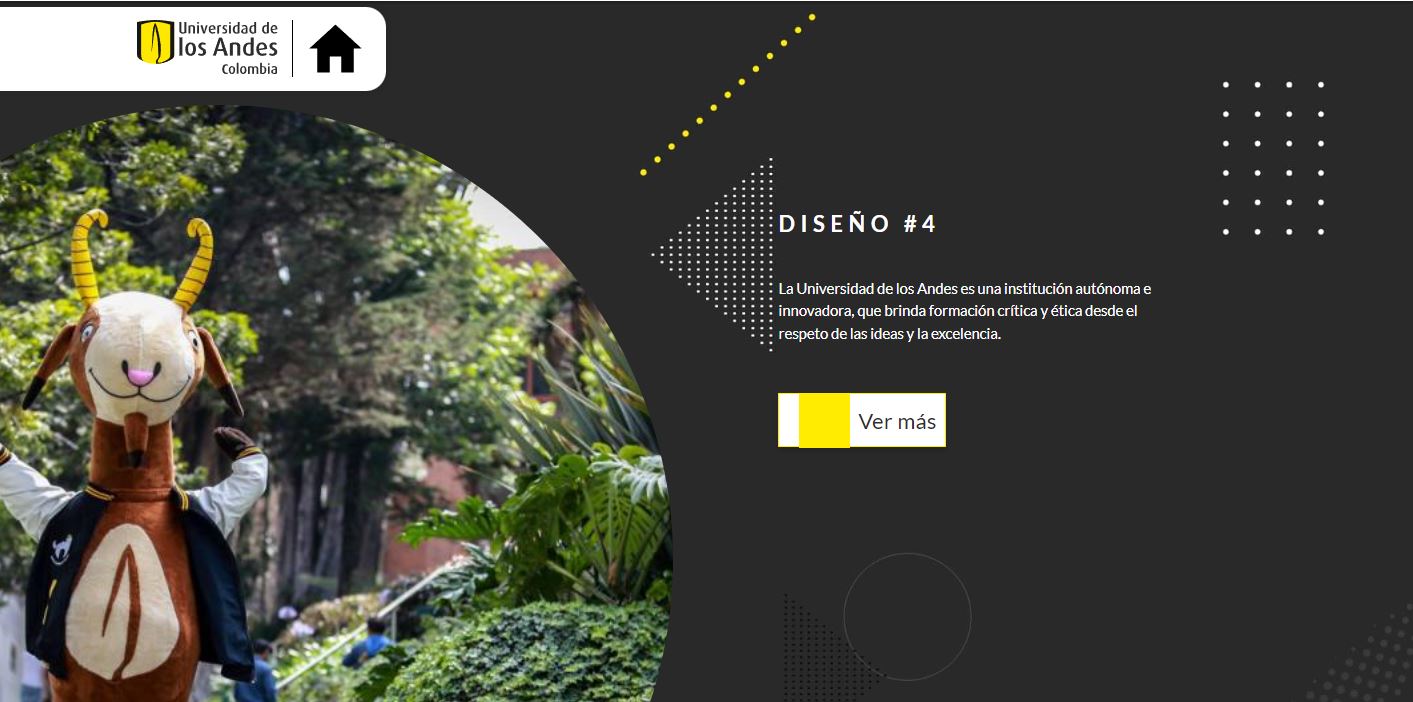 Universidad de
los Andes
Colombia
DISEÑO #4
La Universidad de los Andes es una institución autónoma e
innovadora, que brinda formación crítica y ética desde el
respeto de las ideas y la excelencia.
Ver más